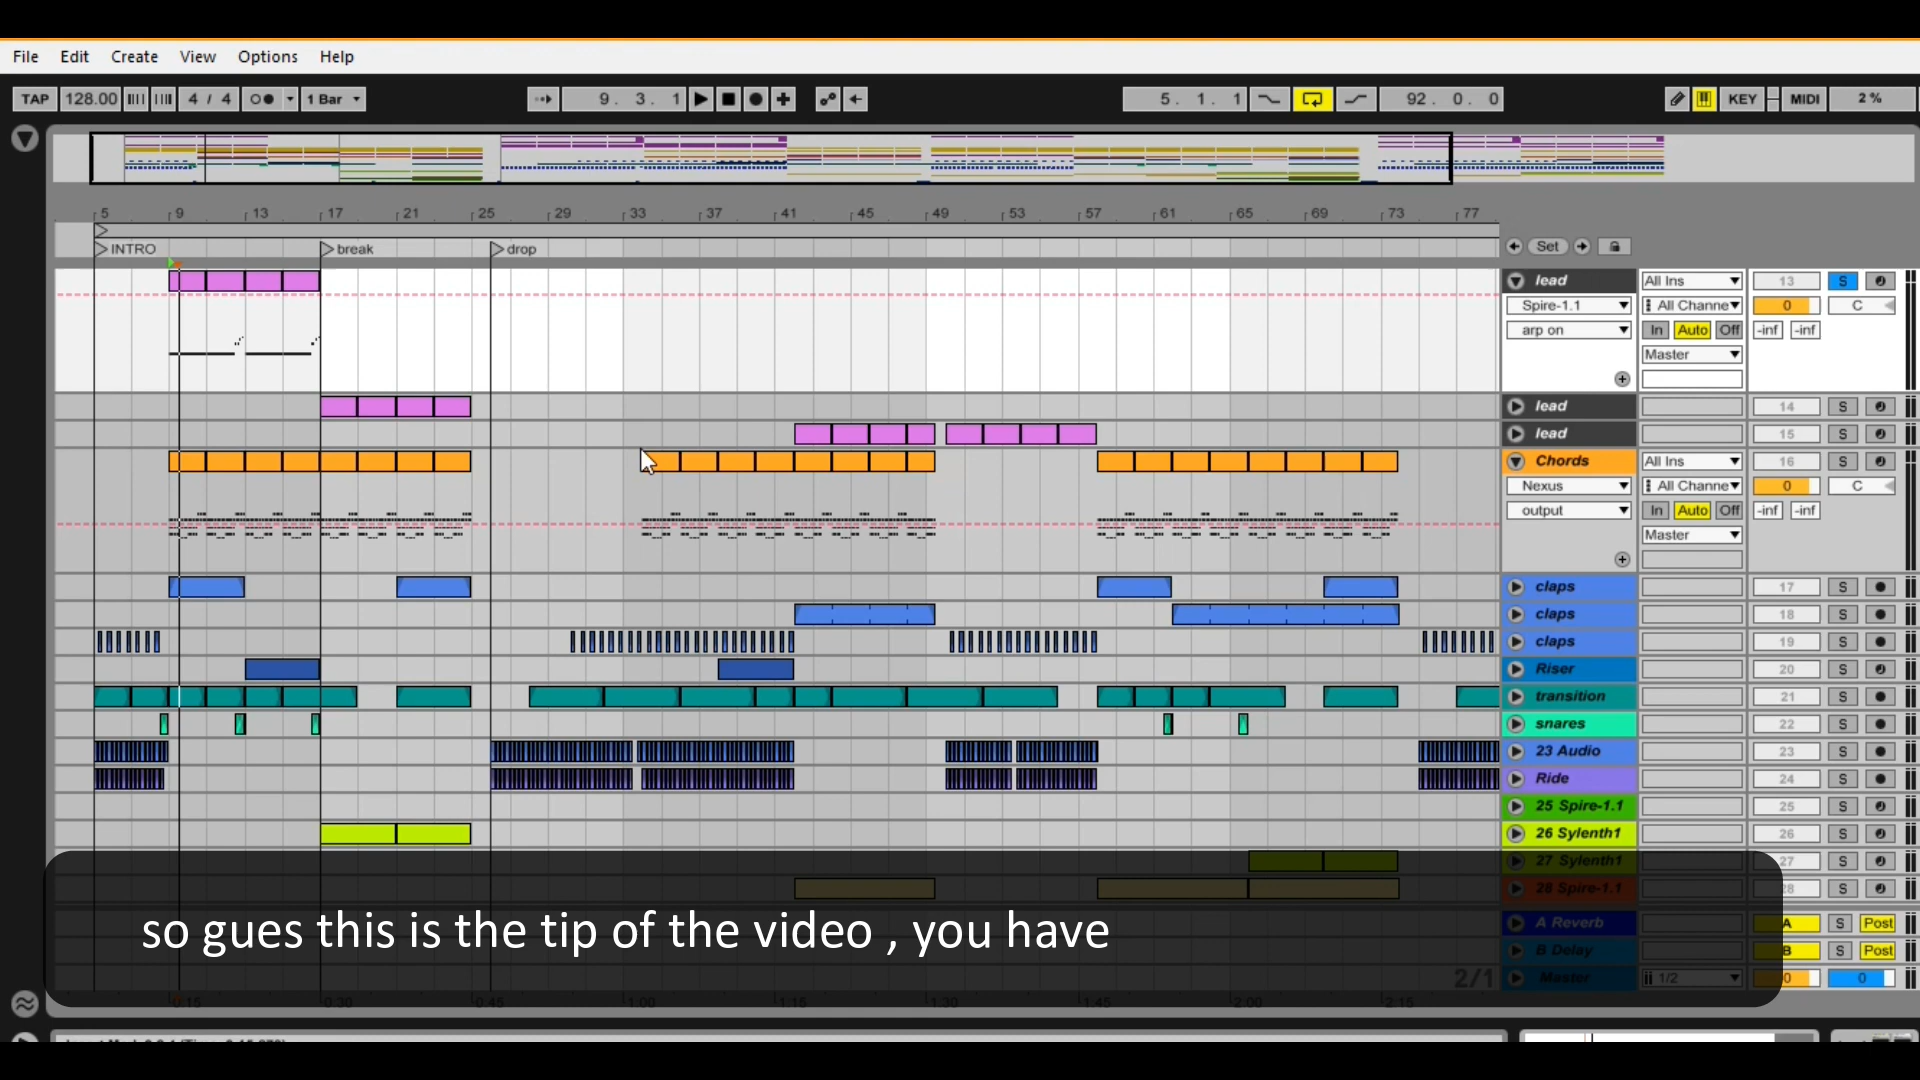 File Edit Create View Options Help
TAP 128.00 4 / 4 1 Bar 9. 3. 1 5. 1. 1 92. 0. 0 KEY MIDI 2 %
5 9 13 17 21 25 29 33 37 41 45 49 53 57 61 65 69 73 77
INTRO break drop Set
lead All Ins 13 S
Spire-1.1 All Channe 0 C
arp on In Auto Off -inf -inf
Master
lead 14 S
lead 15 S
Chords All Ins 16 S
Nexus All Channe 0 C
output In Auto Off -inf -inf
Master
claps 17 S
claps 18 S
claps 19 S
Riser 20 S
transition 21 S
snares 22 S
23 Audio 23 S
Ride 24 S
25 Spire-1.1 25 S
26 Sylenth1 26 S
27 Sylenth1 27 S
28 Spire-1.1 28 S
so gues this is the tip of the video , you have
A Reverb A S Post
B Delay B S Post
2/1 Master 1/2 0 0
0:15 0:30 0:45 1:00 1:15 1:30 1:45 2:00 2:15